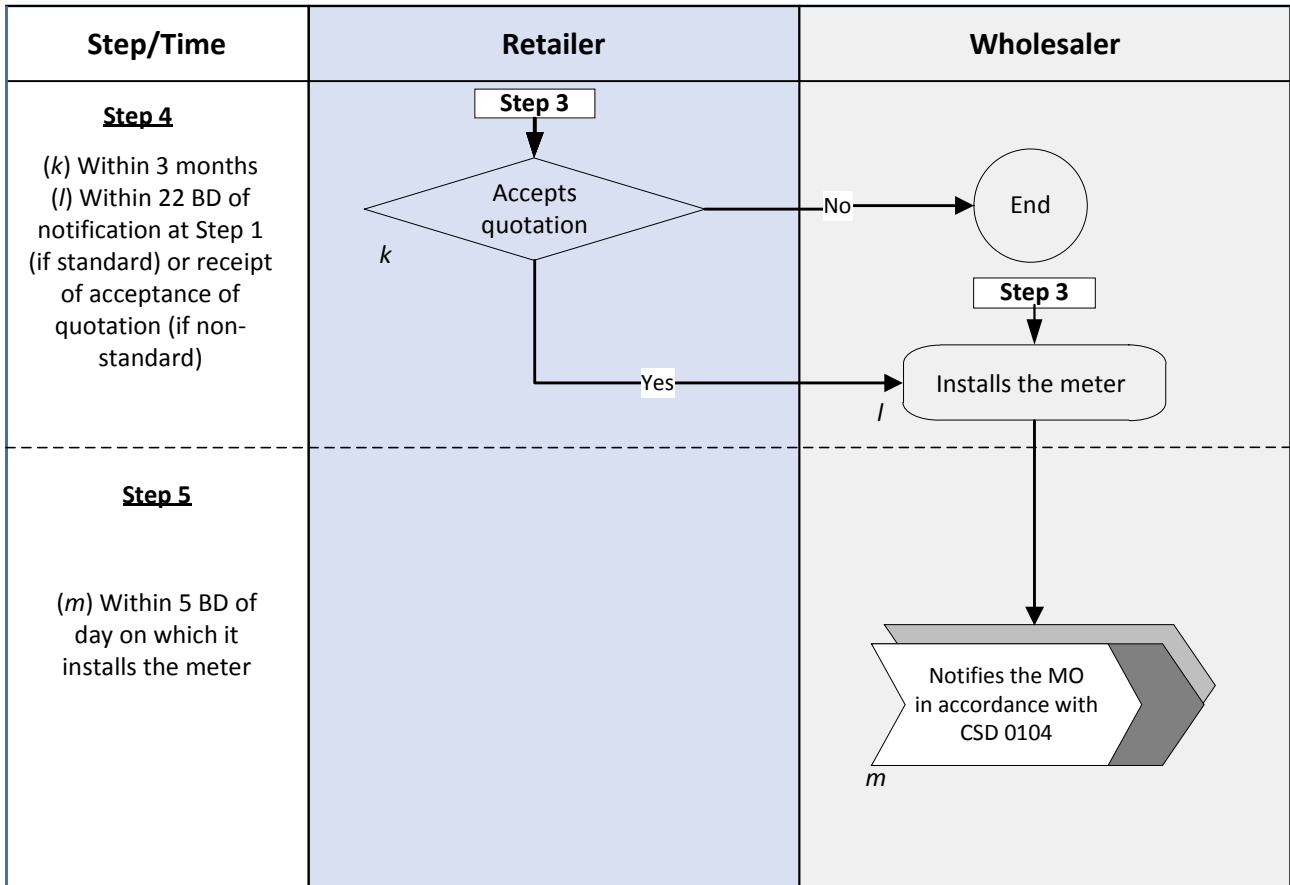 Step/Time
Retailer
Wholesaler
Step 4
(k) Within 3 months
(l) Within 22 BD of
notification at Step 1
(if standard) or receipt
of acceptance of
quotation (if non-
standard)
Step 3
Accepts
quotation
k
No
End
Step 3
Yes
Installs the meter
l
Step 5
(m) Within 5 BD of
day on which it
installs the meter
Notifies the MO
in accordance with
CSD 0104
m